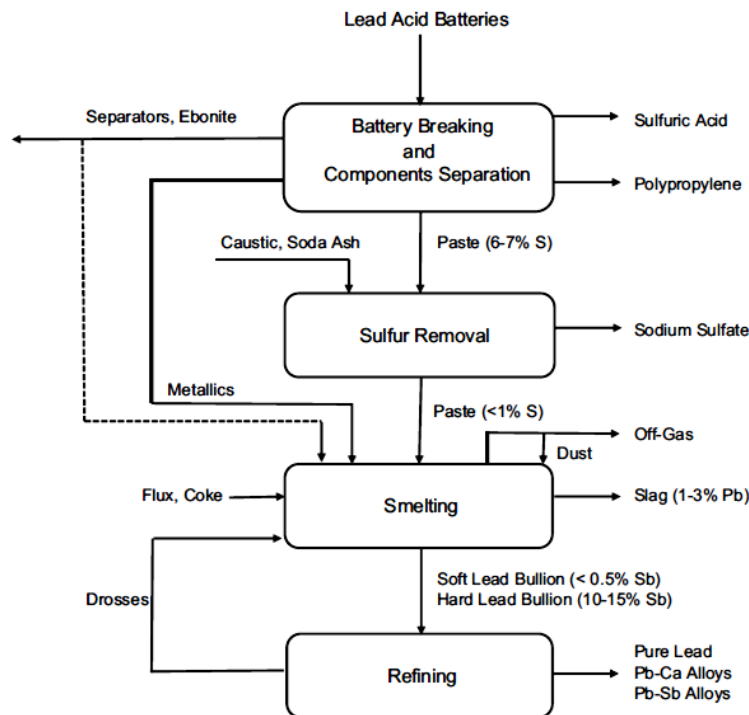 Lead Acid Batteries
Separators, Ebonite
Battery Breaking
and
Components Separation
Sulfuric Acid
Polypropylene
Caustic, Soda Ash
Paste (6-7% S)
Sulfur Removal
Sodium Sulfate
Metallics
Paste (<1% S)
Off-Gas
Dust
Flux, Coke
Smelting
Slag (1-3% Pb)
Soft Lead Bullion (< 0.5% Sb)
Hard Lead Bullion (10-15% Sb)
Drosses
Refining
Pure Lead
Pb-Ca Alloys
Pb-Sb Alloys